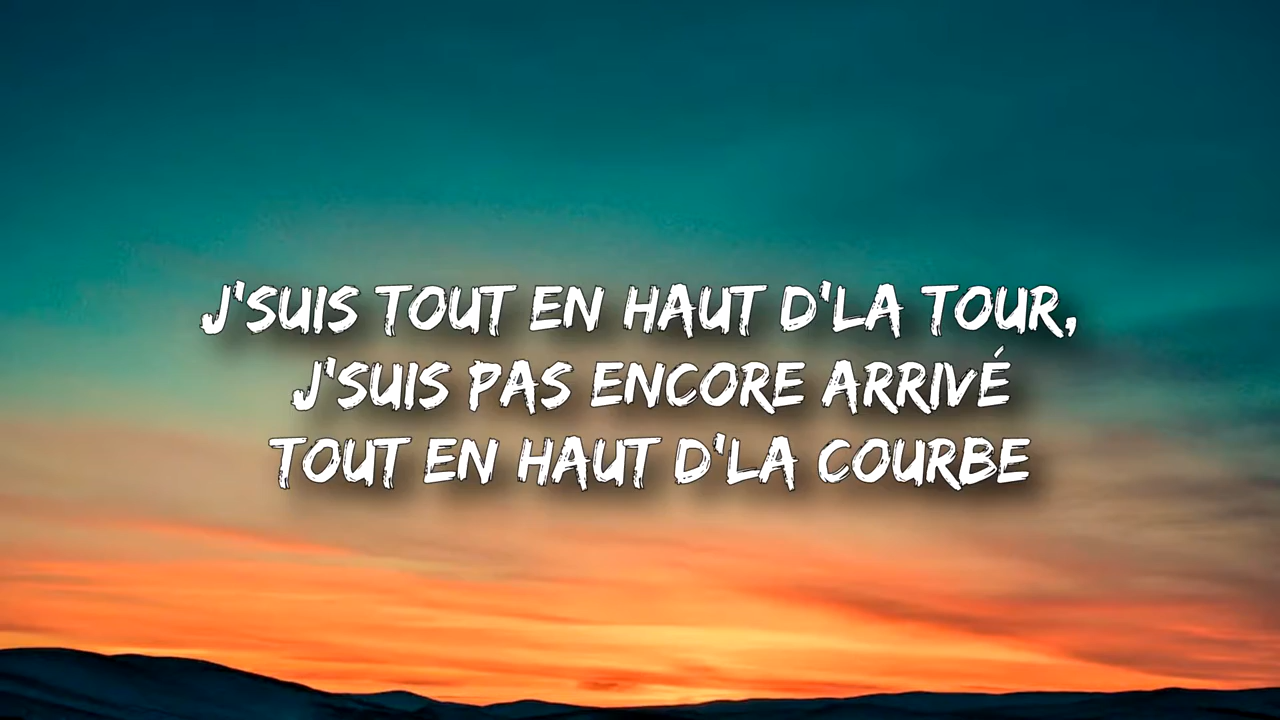 J'SUIS TOUT EN HAUT D'LA TOUR,
J'SUIS PAS ENCORE ARRIVÉ
TOUT EN HAUT D'LA COURBE